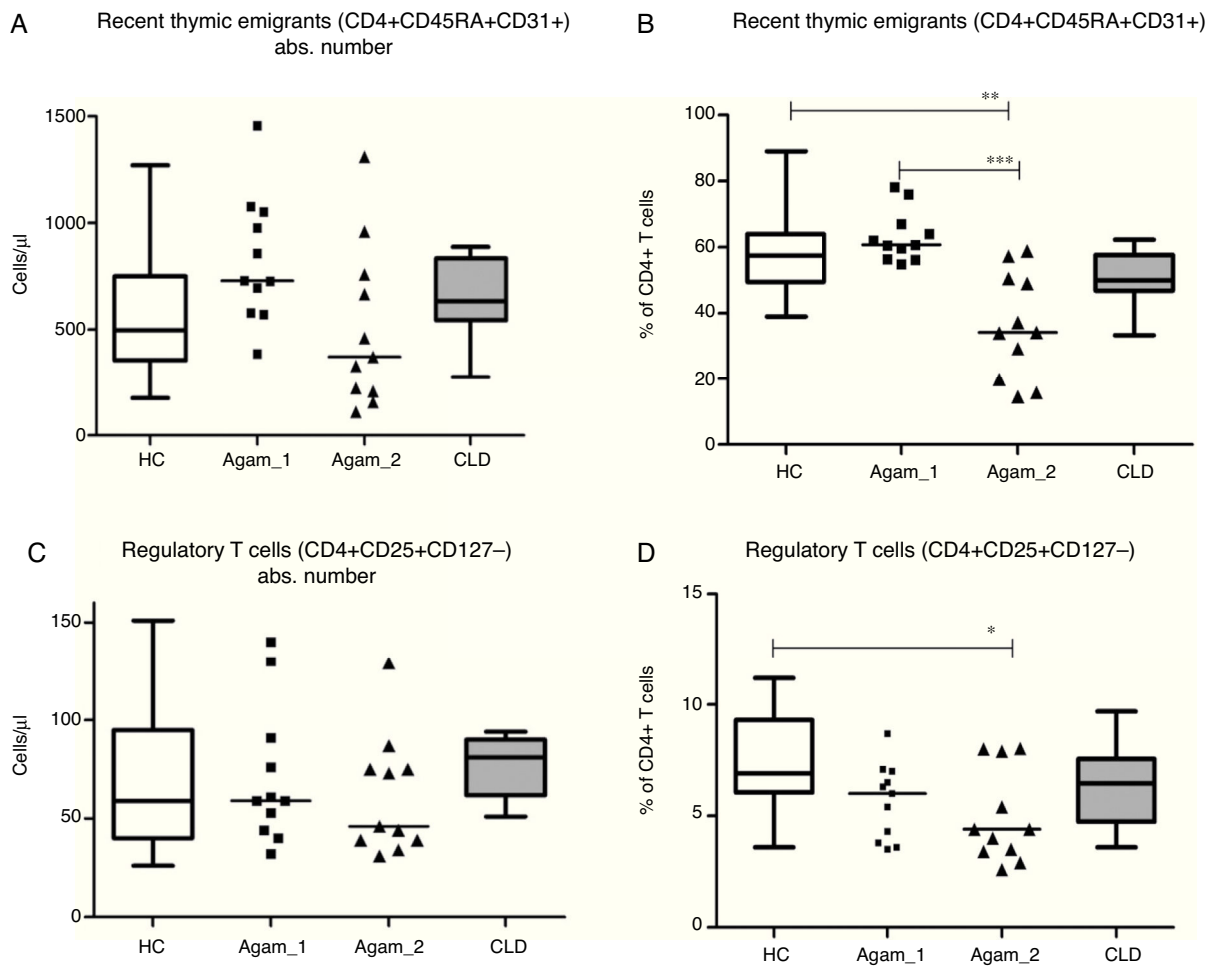 A
Recent thymic emigrants (CD4+CD45RA+CD31+)
abs. number
Cells/µl
1500
1000
500
0
HC
Agam_1
Agam_2
CLD
B
Recent thymic emigrants (CD4+CD45RA+CD31+)
% of CD4+ T cells
100
80
60
40
20
0
**
***
HC
Agam_1
Agam_2
CLD
C
Regulatory T cells (CD4+CD25+CD127–)
abs. number
Cells/µl
150
100
50
0
HC
Agam_1
Agam_2
CLD
D
Regulatory T cells (CD4+CD25+CD127–)
% of CD4+ T cells
15
10
5
0
*
HC
Agam_1
Agam_2
CLD